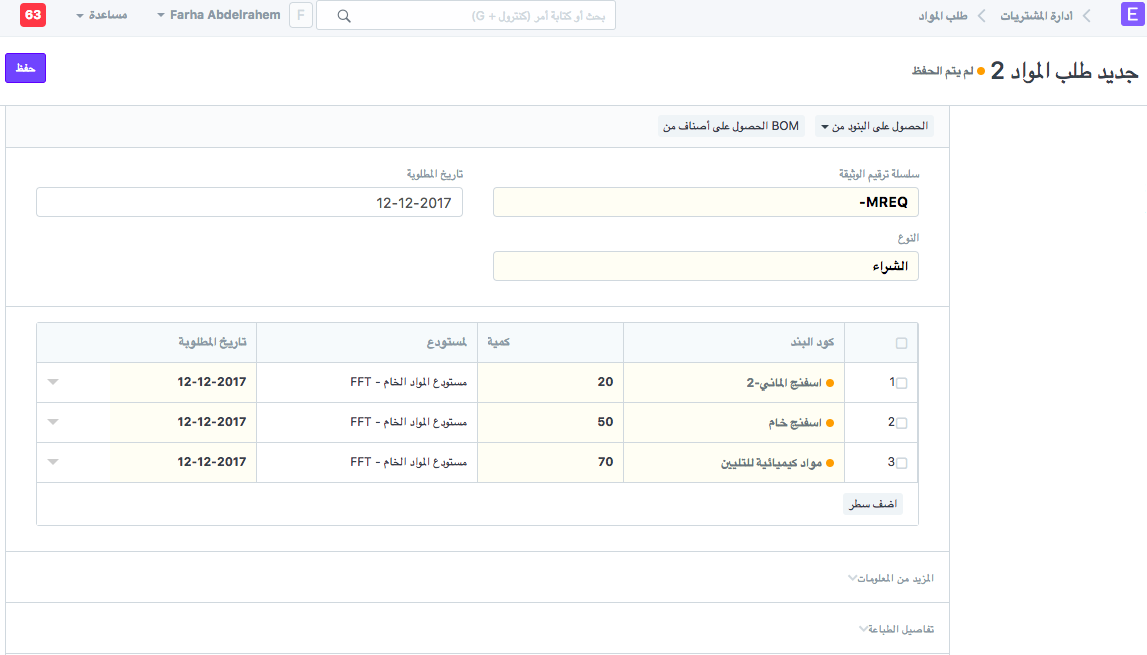 E ادارة المشتريات طلب المواد بحث أو كتابة أمر (كنترول + G) F Farha Abdelrahem مساعدة 63
جديد طلب المواد 2 لم يتم الحفظ حفظ
الحصول على البنود من BOM الحصول على أصناف من
سلسلة ترقيم الوثيقة تاريخ المطلوبة
MREQ- 12-12-2017
النوع
الشراء
كود البند كمية لمستودع تاريخ المطلوبة
1 اسفنج الماني-2 20 مستودع المواد الخام - FFT 12-12-2017
2 اسفنج خام 50 مستودع المواد الخام - FFT 12-12-2017
3 مواد كيميائية للتليين 70 مستودع المواد الخام - FFT 12-12-2017
اضف سطر
المزيد من المعلومات
تفاصيل الطباعة